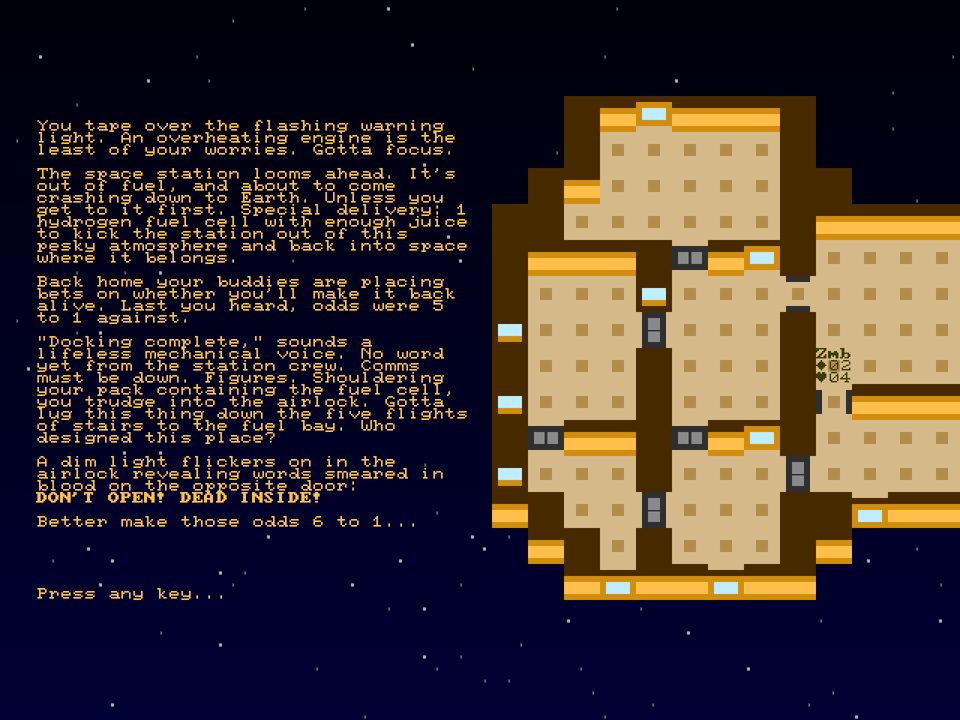 You tape over the flashing warning
light. An overheating engine is the
least of your worries. Gotta focus.
The space station looms ahead. It's
out of fuel, and about to come
crashing down to Earth. Unless you
get to it first. Special delivery: 1
hydrogen fuel cell with enough juice
to kick the station out of this
pesky atmosphere and back into space
where it belongs.
Back home your buddies are placing
bets on whether you'll make it back
alive. Last you heard, odds were 5
to 1 against.
"Docking complete," sounds a
lifeless mechanical voice. No word
yet from the station crew. Comms
must be down. Figures. Shouldering
your pack containing the fuel cell,
you trudge into the airlock. Gotta
lug this thing down the five flights
of stairs to the fuel bay. Who
designed this place?
A dim light flickers on in the
airlock revealing words smeared in
blood on the opposite door:
DON'T OPEN! DEAD INSIDE!
Better make those odds 6 to 1...
Press any key...
Zmb
♦02
♥04